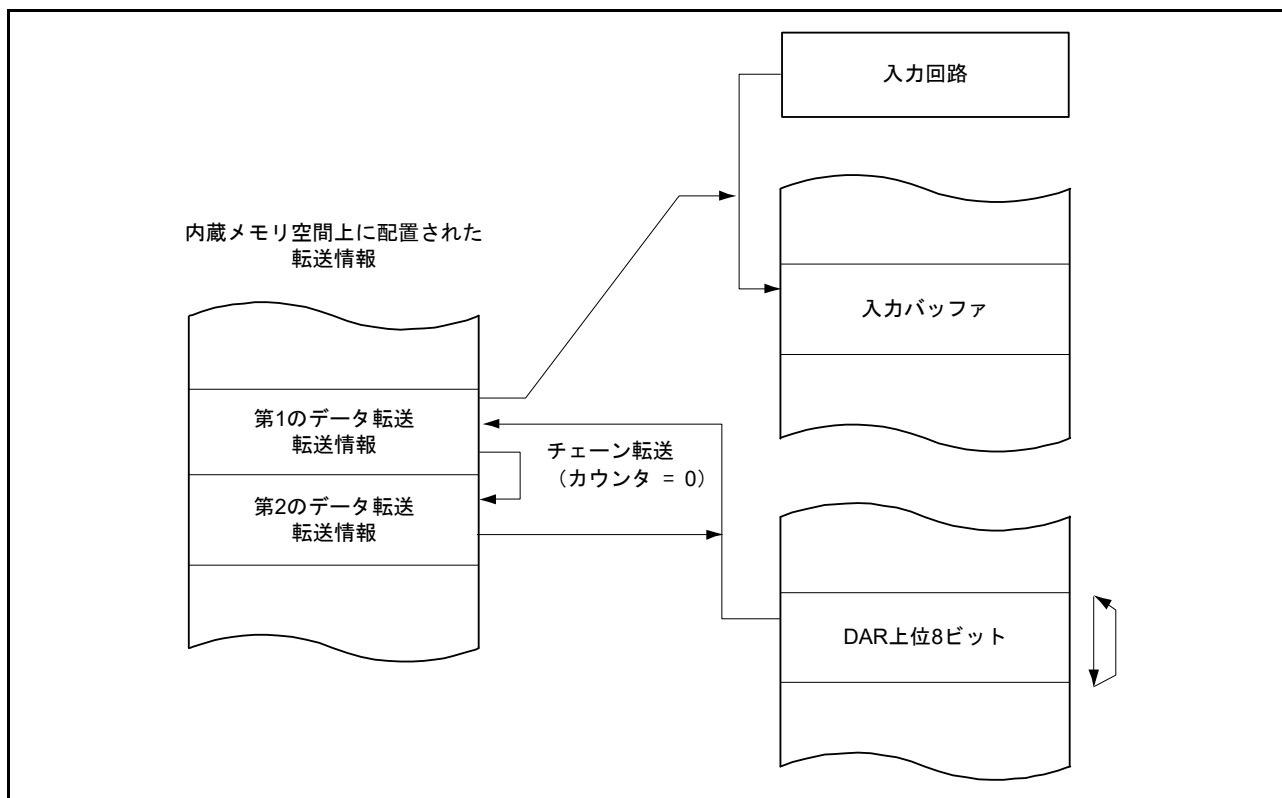 入力回路
内蔵メモリ空間上に配置された
転送情報
入力バッファ
第1のデータ転送
転送情報
チェーン転送
（カウンタ = 0）
第2のデータ転送
転送情報
DAR上位8ビット